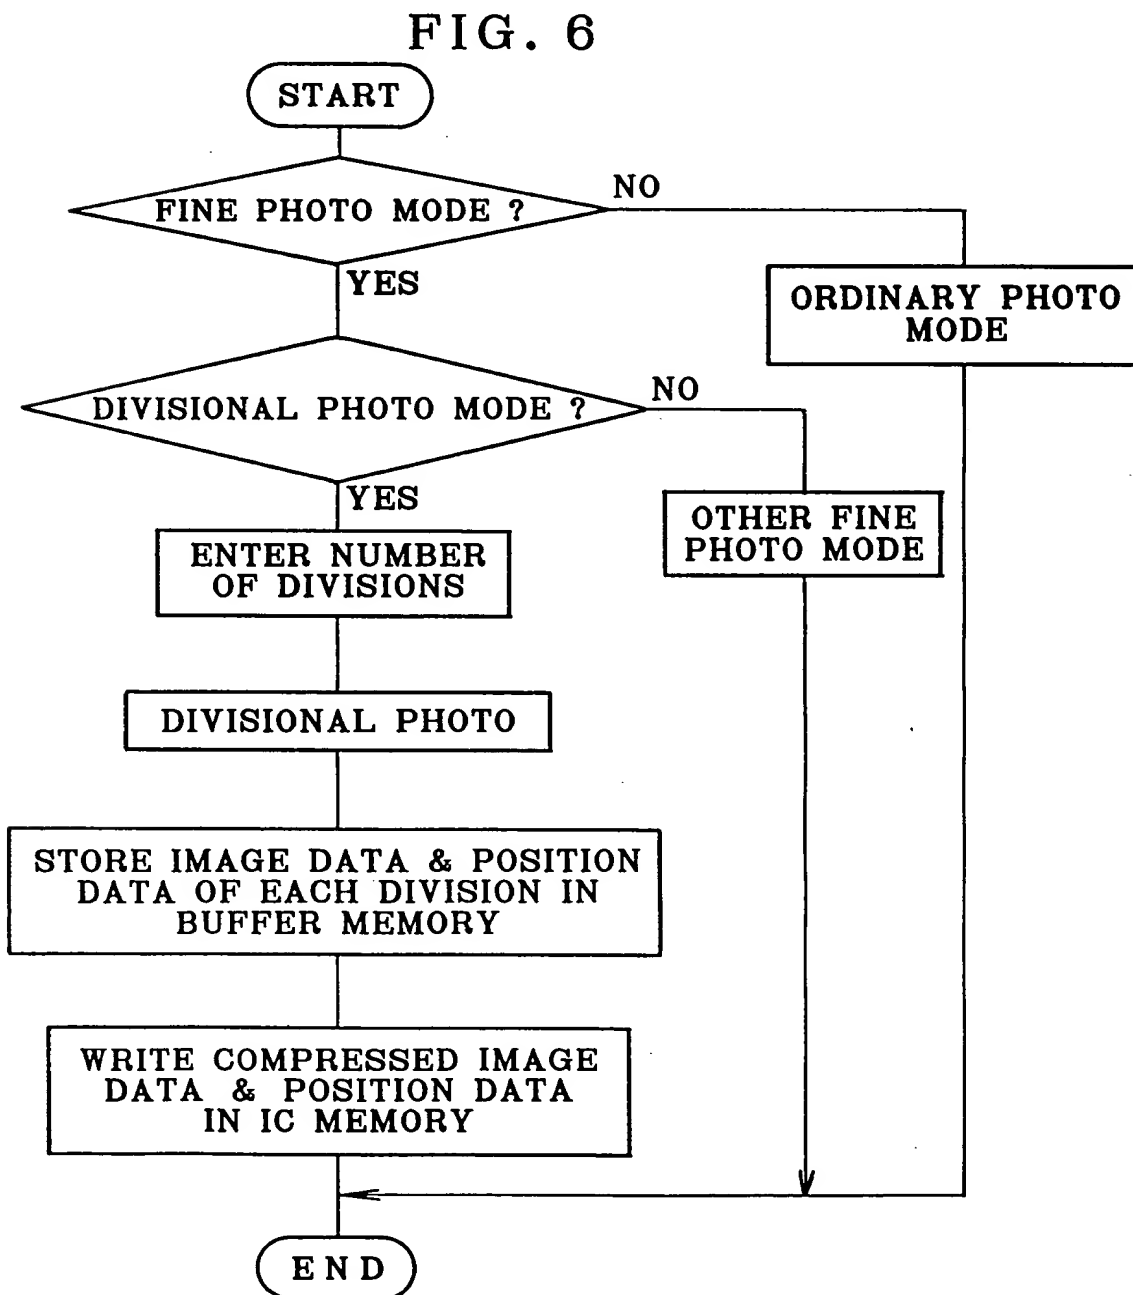 FIG. 6
START
FINE PHOTO MODE ?
NO
YES
ORDINARY PHOTO
MODE
DIVISIONAL PHOTO MODE ?
NO
YES
OTHER FINE
PHOTO MODE
ENTER NUMBER
OF DIVISIONS
DIVISIONAL PHOTO
STORE IMAGE DATA & POSITION
DATA OF EACH DIVISION IN
BUFFER MEMORY
WRITE COMPRESSED IMAGE
DATA & POSITION DATA
IN IC MEMORY
END